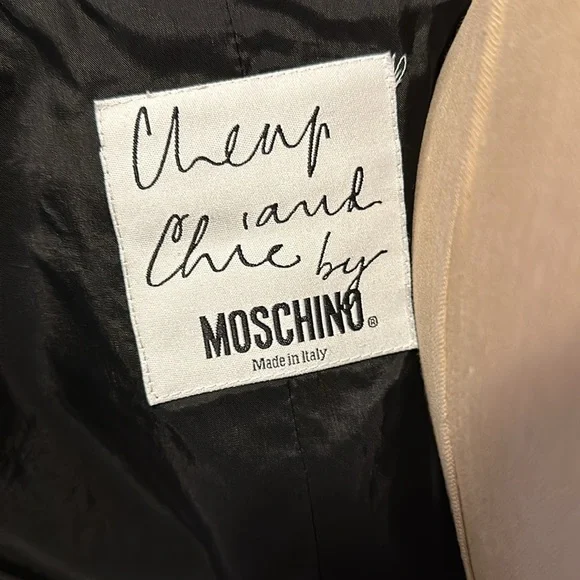 Cheap
and
Chic by
MOSCHINO®
Made in Italy